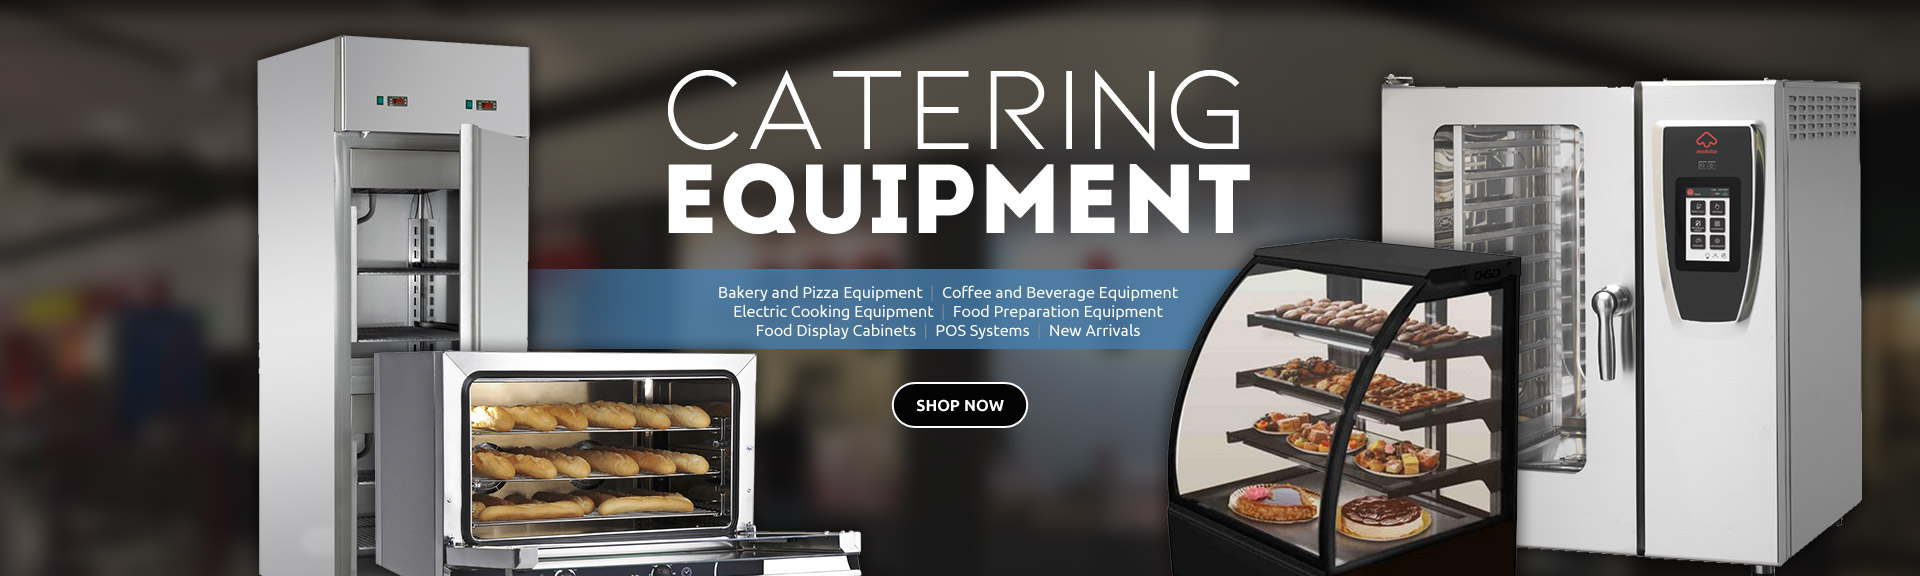 CATERING
EQUIPMENT
Bakery and Pizza Equipment | Coffee and Beverage Equipment
Electric Cooking Equipment | Food Preparation Equipment
Food Display Cabinets | POS Systems | New Arrivals
SHOP NOW
modular